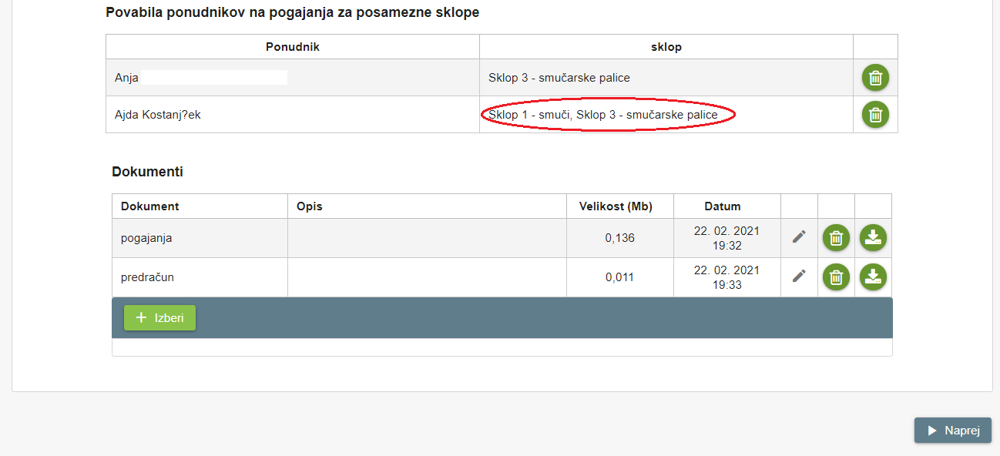 Povabila ponudnikov na pogajanja za posamezne sklope
Ponudnik sklop
Anja Sklop 3 - smučarske palice
Ajda Kostanj?ek Sklop 1 - smuči, Sklop 3 - smučarske palice
Dokumenti
Dokument Opis Velikost (Mb) Datum
pogajanja 0,136 22. 02. 2021
19:32
predračun 0,011 22. 02. 2021
19:33
Izberi
Naprej